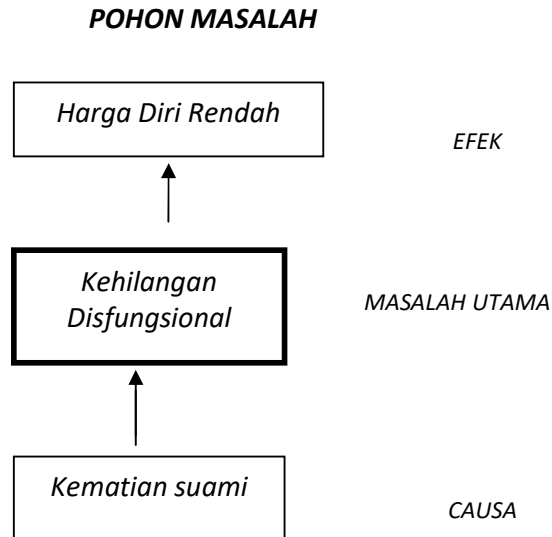 POHON MASALAH
Harga Diri Rendah
EFEK
Kehilangan
Disfungsional
MASALAH UTAMA
Kematian suami
CAUSA